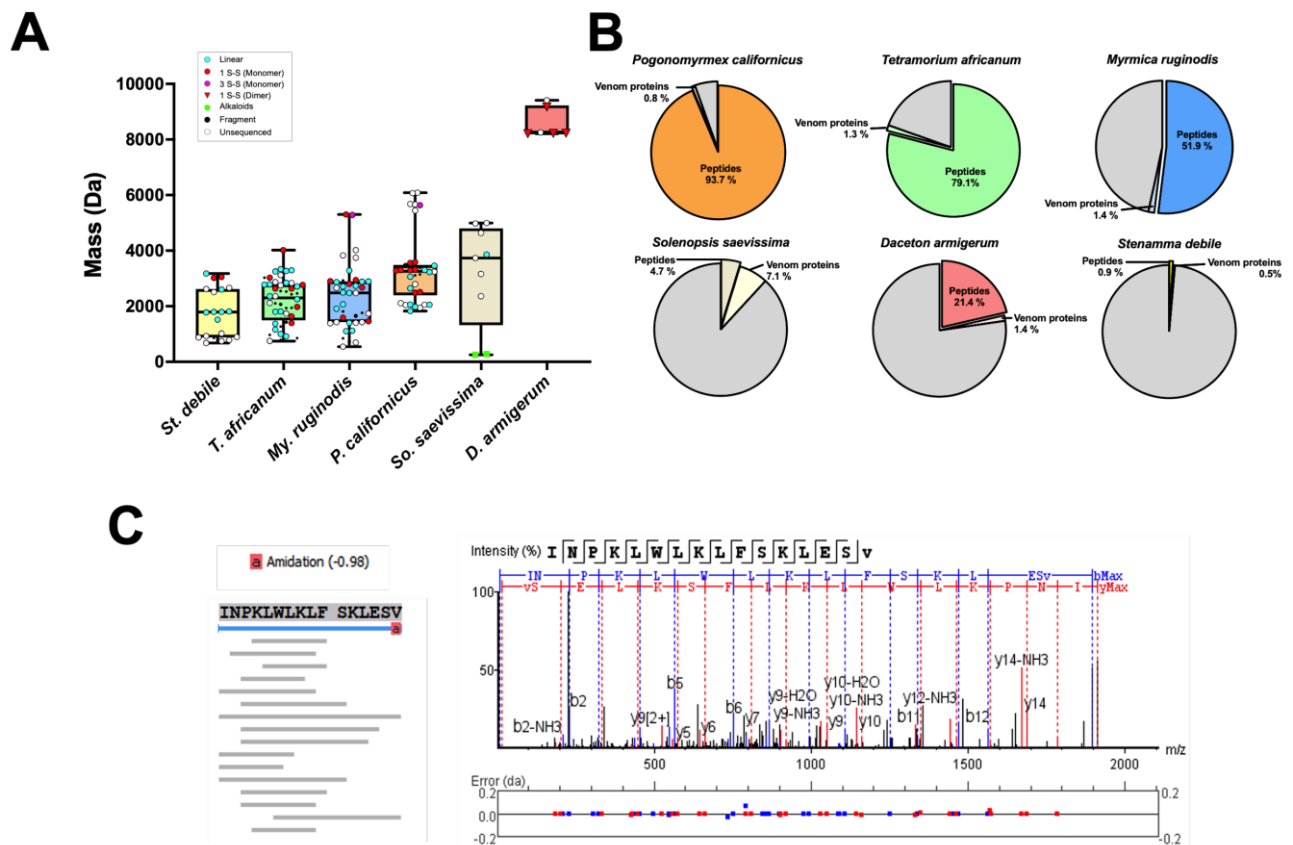 A
Linear
1 S-S (Monomer)
3 S-S (Monomer)
1 S-S (Dimer)
Alkaloids
Fragment
Unsequenced
Mass (Da)
10000
8000
6000
4000
2000
0
St. debile
T. africanum
My. ruginodis
P. californicus
So. saevissima
D. armigerum
B
Pogonomyrmex californicus
Venom proteins
0.8 %
Peptides
93.7 %
Tetramorium africanum
Venom proteins
1.3 %
Peptides
79.1%
Myrmica ruginodis
Peptides
51.9 %
Venom proteins
1.4 %
Solenopsis saevissima
Peptides
4.7 %
Venom proteins
7.1 %
Daceton armigerum
Peptides
21.4 %
Venom proteins
1.4 %
Stenamma debile
Peptides
0.9 %
Venom proteins
0.5%
C
a Amidation (-0.98)
INPKLWLKLF SKLESV
a
Intensity (%) I N P K L W L K L F S K L E S v
IN P K L W L K L F S K L ESv bMax
vS E L K S F L K L W L K P N I yMax
100
50
b2-NH3
b2
y9[2+]
b5
y5
y6
b6
y7
y9-H2O
y9-NH3
y9
y10-H2O
y10-NH3
y10
b11
y12-NH3
b12
y14-NH3
y14
m/z
500
1000
1500
2000
Error (da)
0.2
0.0
-0.2
0.2
0.0
-0.2